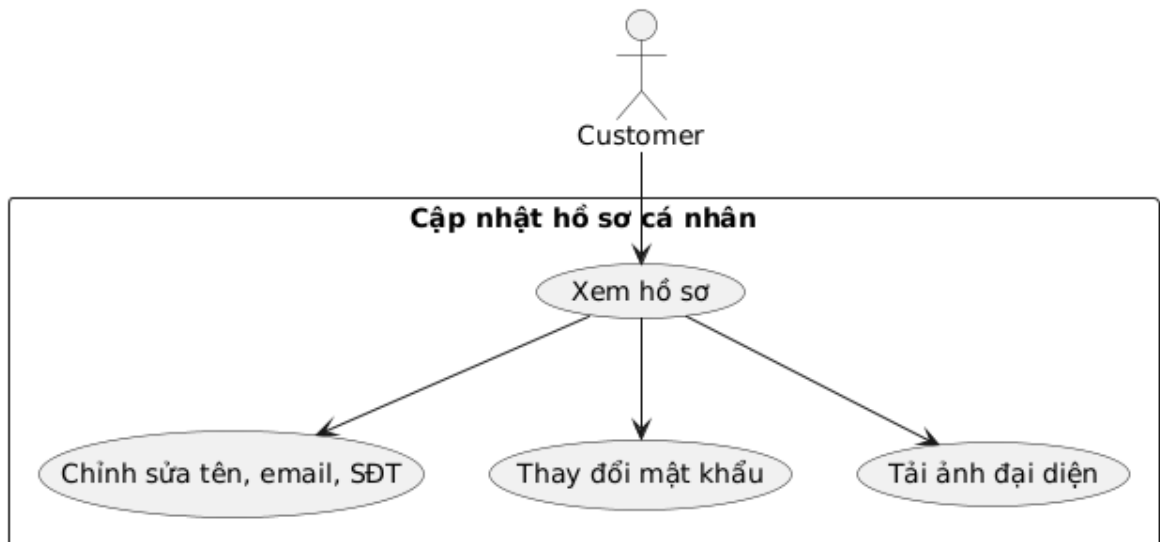 Customer
Cập nhật hồ sơ cá nhân
Xem hồ sơ
Chỉnh sửa tên, email, SĐT
Thay đổi mật khẩu
Tải ảnh đại diện